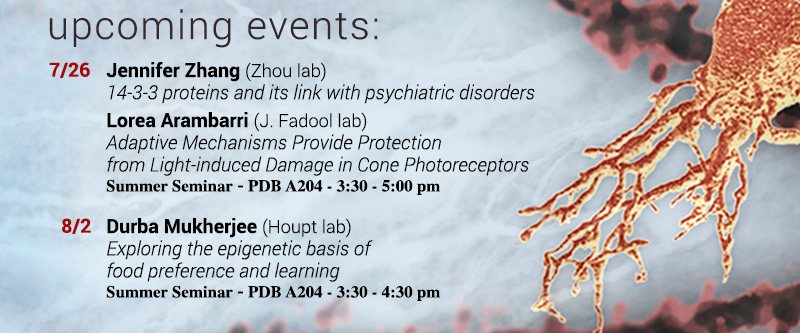 upcoming events:
7/26 Jennifer Zhang (Zhou lab)
14-3-3 proteins and its link with psychiatric disorders
Lorea Arambarri (J. Fadool lab)
Adaptive Mechanisms Provide Protection
from Light-induced Damage in Cone Photoreceptors
Summer Seminar - PDB A204 - 3:30 - 5:00 pm
8/2 Durba Mukherjee (Houpt lab)
Exploring the epigenetic basis of
food preference and learning
Summer Seminar - PDB A204 - 3:30 - 4:30 pm